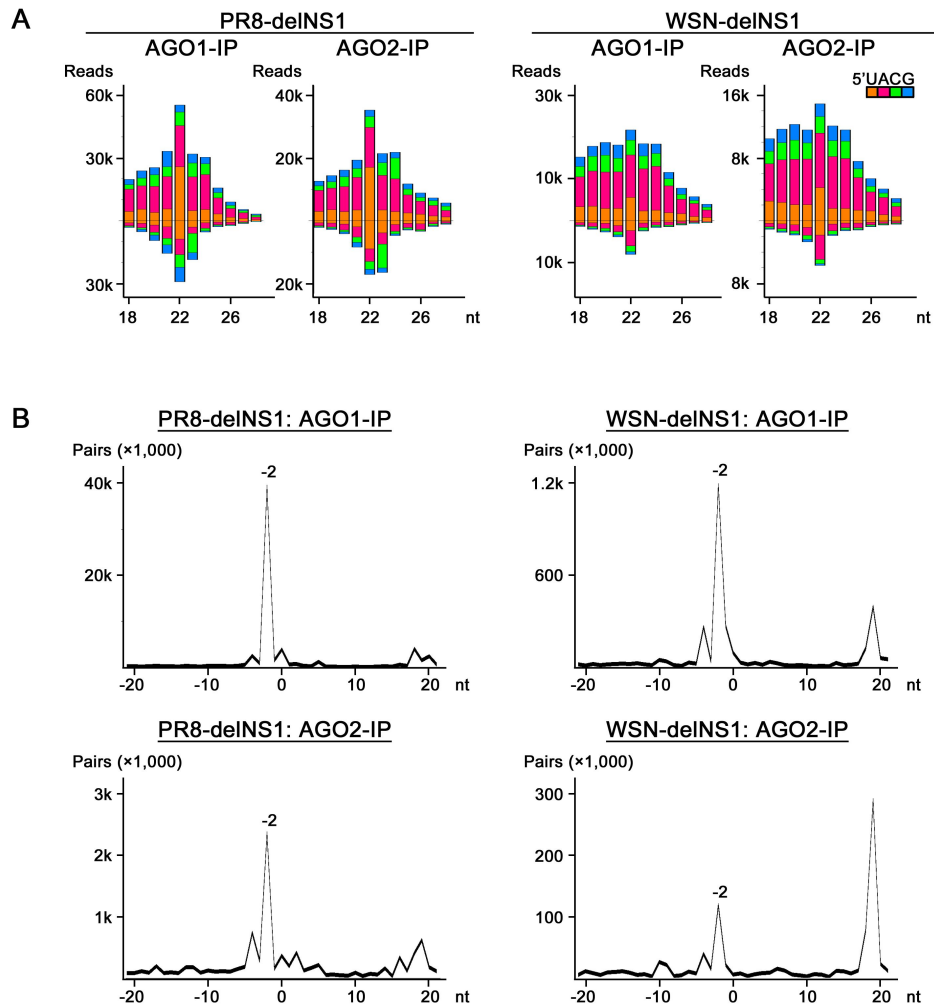 A
PR8-delNS1
WSN-delNS1
AGO1-IP
AGO2-IP
AGO1-IP
AGO2-IP
Reads
Reads
Reads
Reads
5'UACG
60k
30k
30k
40k
20k
20k
30k
10k
10k
16k
8k
8k
18 22 26 nt
18 22 26 nt
18 22 26 nt
18 22 26 nt
B
PR8-delNS1: AGO1-IP
WSN-delNS1: AGO1-IP
Pairs (×1,000)
Pairs (×1,000)
-2
-2
40k
20k
1.2k
600
-20 -10 0 10 20 nt
-20 -10 0 10 20 nt
PR8-delNS1: AGO2-IP
WSN-delNS1: AGO2-IP
Pairs (×1,000)
Pairs (×1,000)
3k
2k
1k
-2
300
200
100
-2
-20 -10 0 10 20 nt
-20 -10 0 10 20 nt